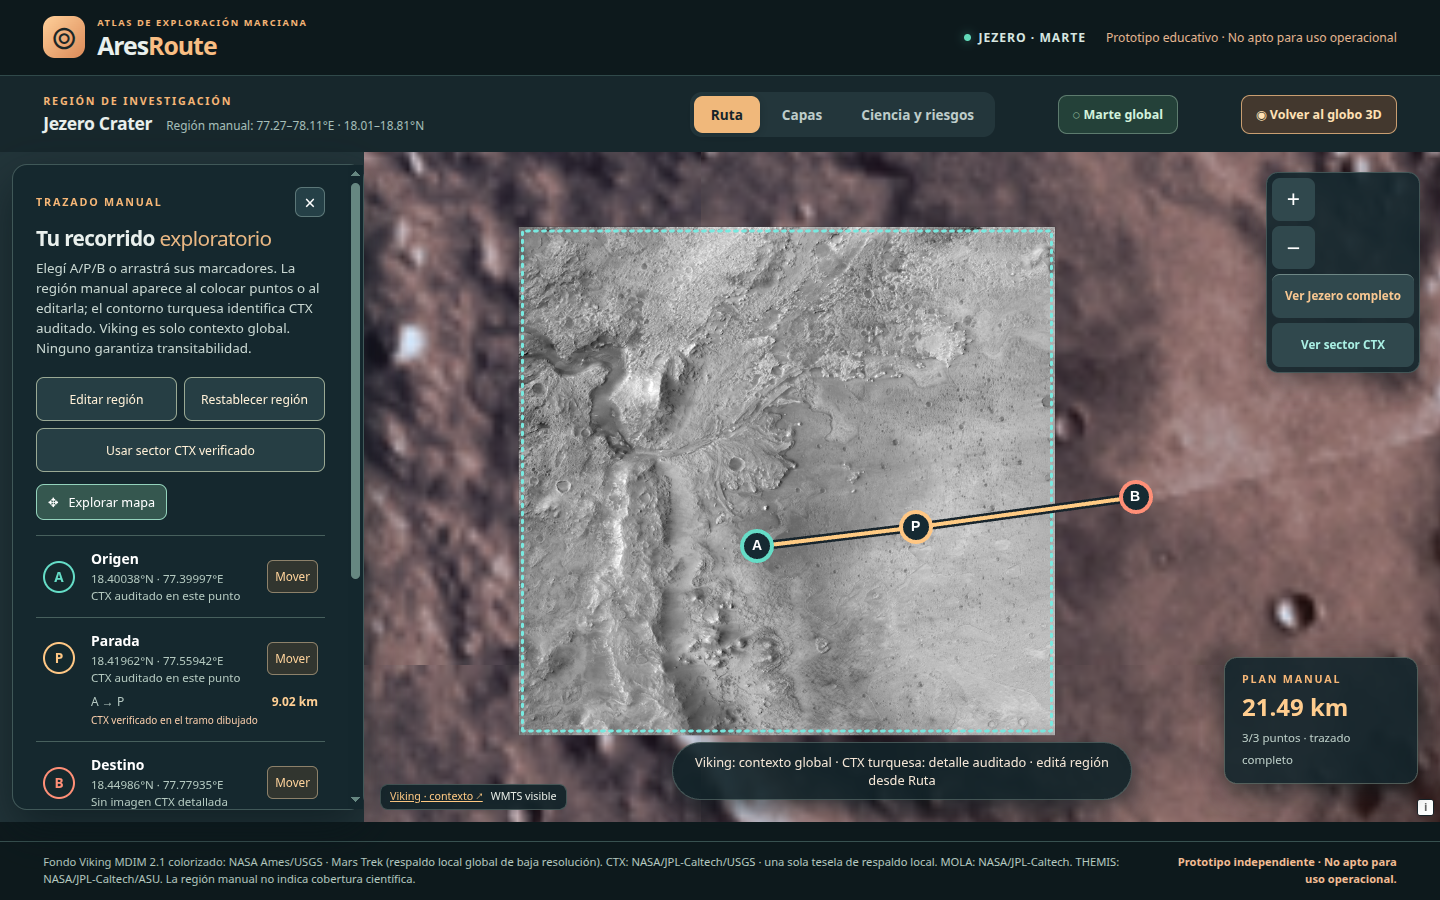 ATLAS DE EXPLORACIÓN MARCIANA
AresRoute
JEZERO · MARTE
Prototipo educativo · No apto para uso operacional
REGIÓN DE INVESTIGACIÓN
Jezero Crater
Región manual: 77.27–78.11°E · 18.01–18.81°N
Ruta
Capas
Ciencia y riesgos
○ Marte global
◉ Volver al globo 3D
TRAZADO MANUAL
×
Tu recorrido exploratorio
Elegí A/P/B o arrastrá sus marcadores. La
región manual aparece al colocar puntos o al
editarla; el contorno turquesa identifica CTX
auditado. Viking es solo contexto global.
Ninguno garantiza transitabilidad.
Editar región
Restablecer región
Usar sector CTX verificado
✥ Explorar mapa
A
Origen
18.40038°N · 77.39997°E
CTX auditado en este punto
Mover
P
Parada
18.41962°N · 77.55942°E
CTX auditado en este punto
Mover
A → P
9.02 km
CTX verificado en el tramo dibujado
B
Destino
18.44986°N · 77.77935°E
Sin imagen CTX detallada
Mover
+
−
Ver Jezero completo
Ver sector CTX
A
P
B
PLAN MANUAL
21.49 km
3/3 puntos · trazado
completo
Viking: contexto global · CTX turquesa: detalle auditado · editá región
desde Ruta
Viking · contexto ↗ WMTS visible
i
Fondo Viking MDIM 2.1 colorizado: NASA Ames/USGS · Mars Trek (respaldo local global de baja resolución). CTX: NASA/JPL-Caltech/USGS · una sola tesela de respaldo local. MOLA: NASA/JPL-Caltech. THEMIS:
NASA/JPL-Caltech/ASU. La región manual no indica cobertura científica.
Prototipo independiente · No apto para
uso operacional.